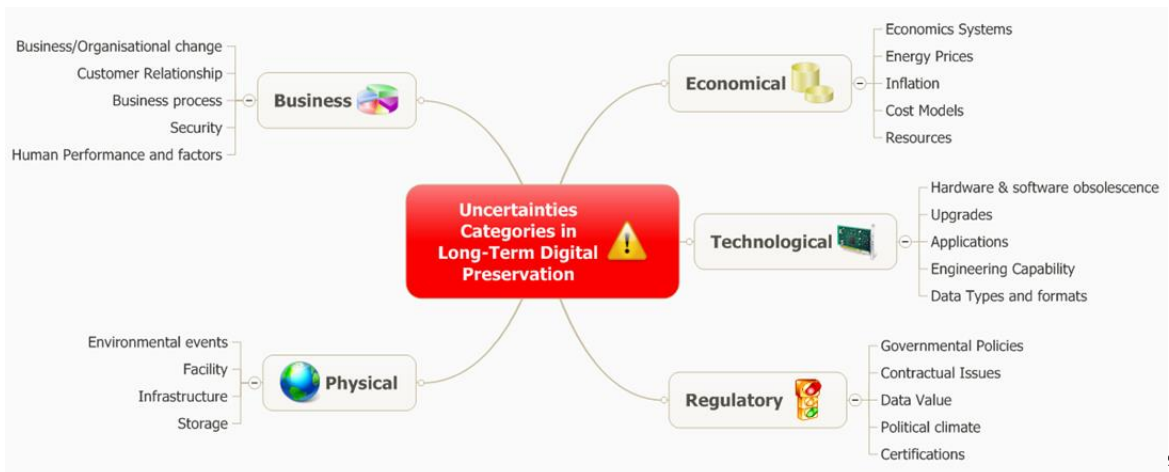 Uncertainties
Categories in
Long-Term Digital
Preservation
Business
Business/Organisational change
Customer Relationship
Business process
Security
Human Performance and factors
Economical
Economics Systems
Energy Prices
Inflation
Cost Models
Resources
Technological
Hardware & software obsolescence
Upgrades
Applications
Engineering Capability
Data Types and formats
Physical
Environmental events
Facility
Infrastructure
Storage
Regulatory
Governmental Policies
Contractual Issues
Data Value
Political climate
Certifications